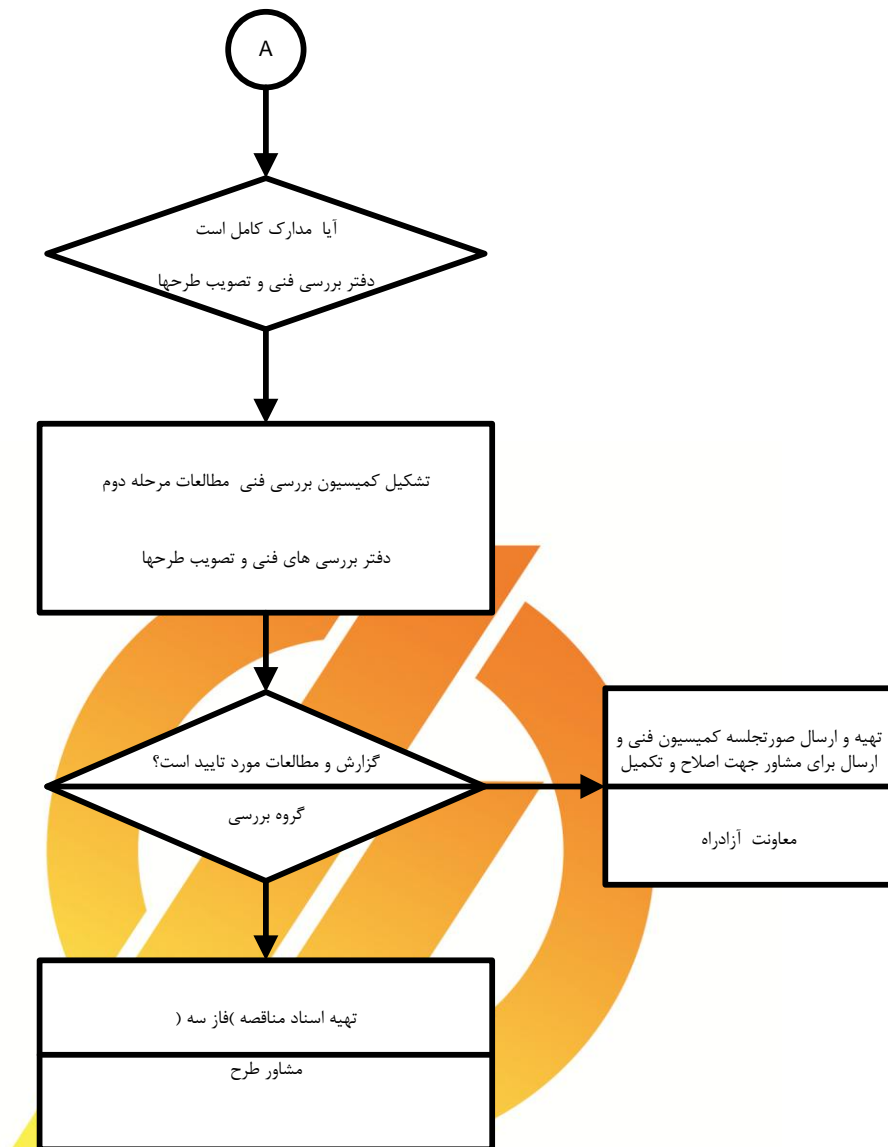 A
آیا مدارک کامل است
دفتر بررسی فنی و تصویب طرحها
تشکیل کمیسیون بررسی فنی مطالعات مرحله دوم
دفتر بررسی های فنی و تصویب طرحها
گزارش و مطالعات مورد تایید است؟
گروه بررسی
تهیه و ارسال صورتجلسه کمیسیون فنی و
ارسال برای مشاور جهت اصلاح و تکمیل
معاونت آزادراه
تهیه اسناد مناقصه )فاز سه (
مشاور طرح